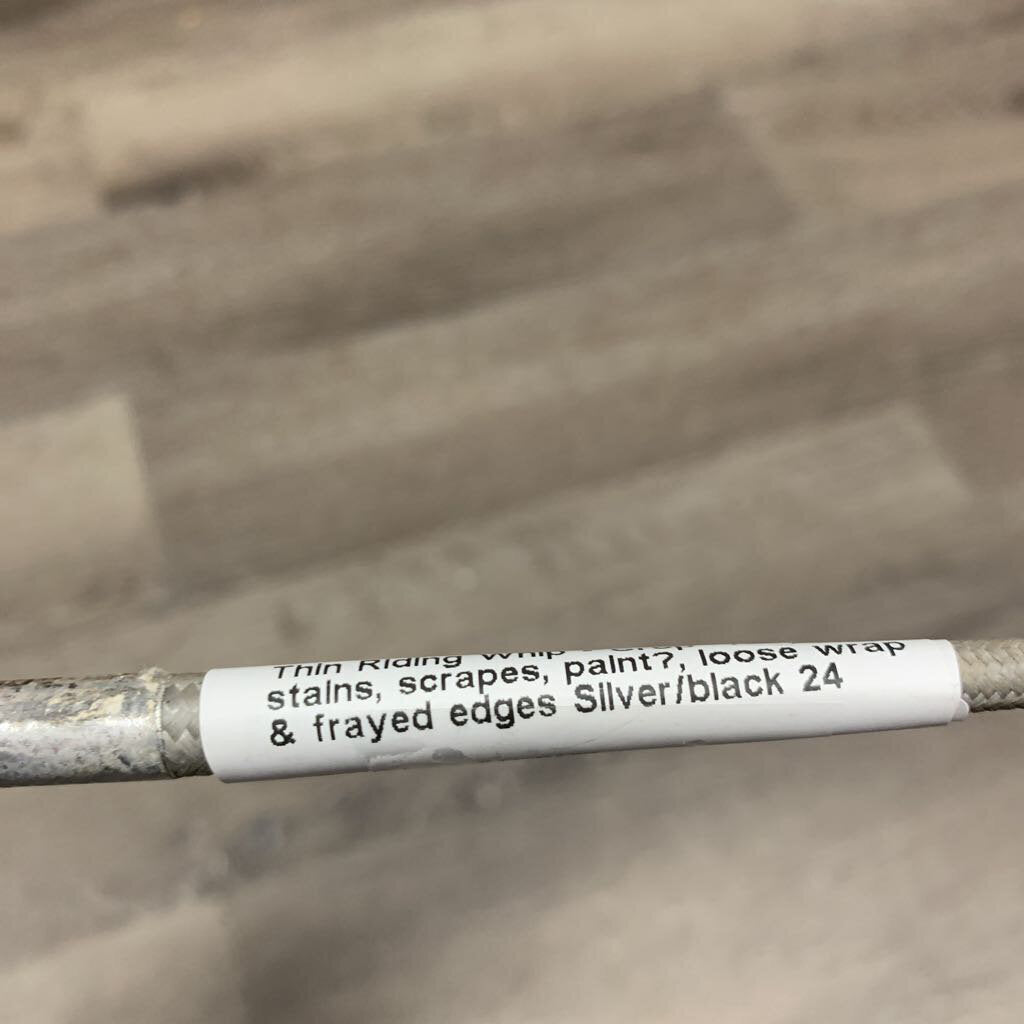 Thin Riding Whip
stains, scrapes, paint?, loose wrap
& frayed edges Silver/black 24